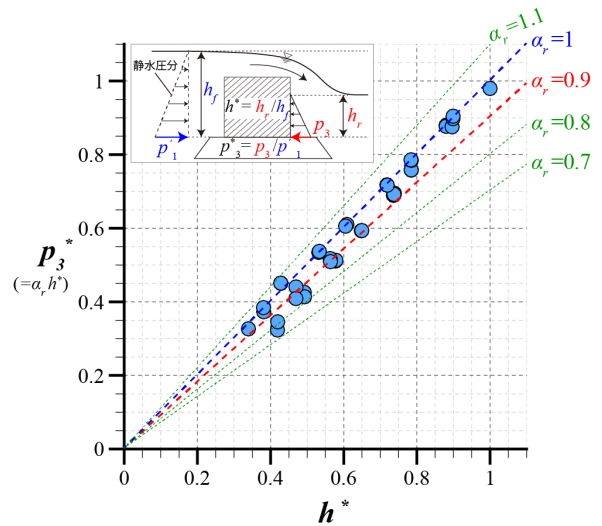 α_r=1.1
α_r=1
α_r=0.9
α_r=0.8
α_r=0.7
静水圧分
h_f
h*=h_r/h_f
h_r
p'_1
p_3
p*_3=p_3/p'_1
p_3*
(=α_r h*)
1
0.8
0.6
0.4
0.2
0
0
0.2
0.4
0.6
0.8
1
h*